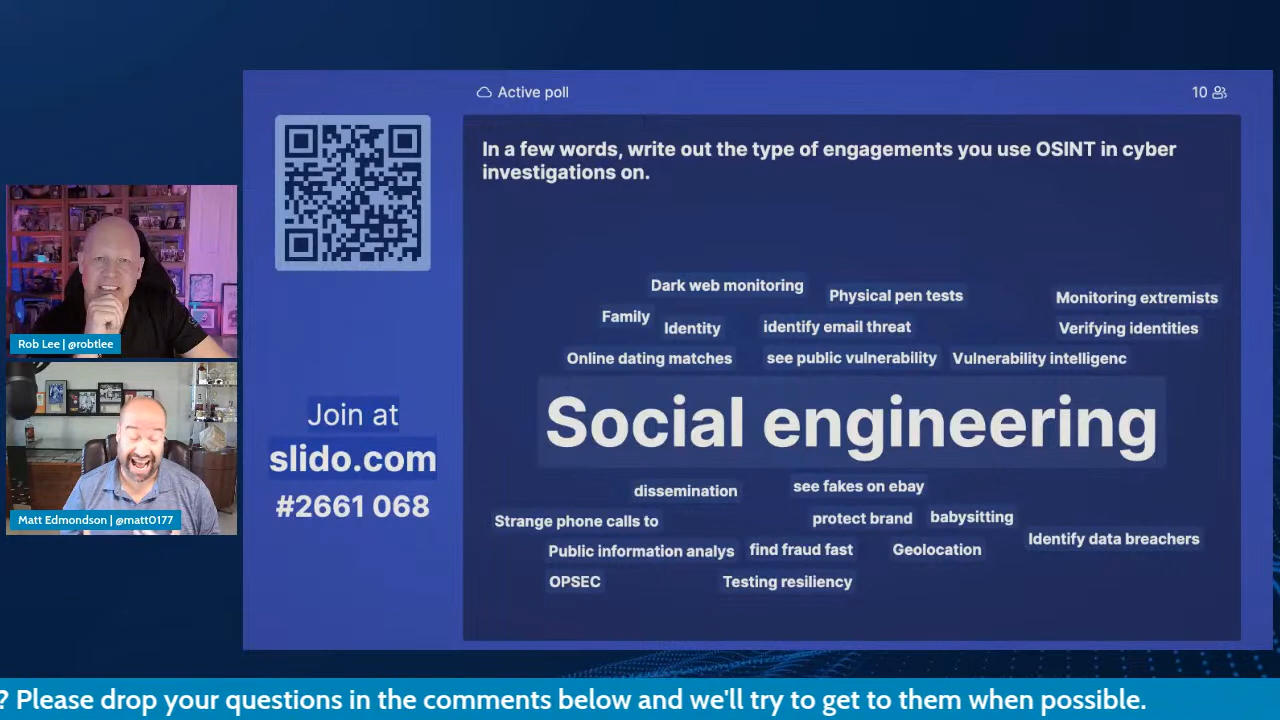 Active poll
10
In a few words, write out the type of engagements you use OSINT in cyber
investigations on.
Dark web monitoring
Physical pen tests
Monitoring extremists
Family
Identity
identify email threat
Verifying identities
Online dating matches
see public vulnerability
Vulnerability intelligenc
Social engineering
dissemination
see fakes on ebay
Strange phone calls to
protect brand
babysitting
Public information analys
find fraud fast
Geolocation
Identify data breachers
OPSEC
Testing resiliency
Join at
slido.com
#2661 068
Rob Lee | @robtlee
Matt Edmondson | @matt0177
? Please drop your questions in the comments below and we'll try to get to them when possible.